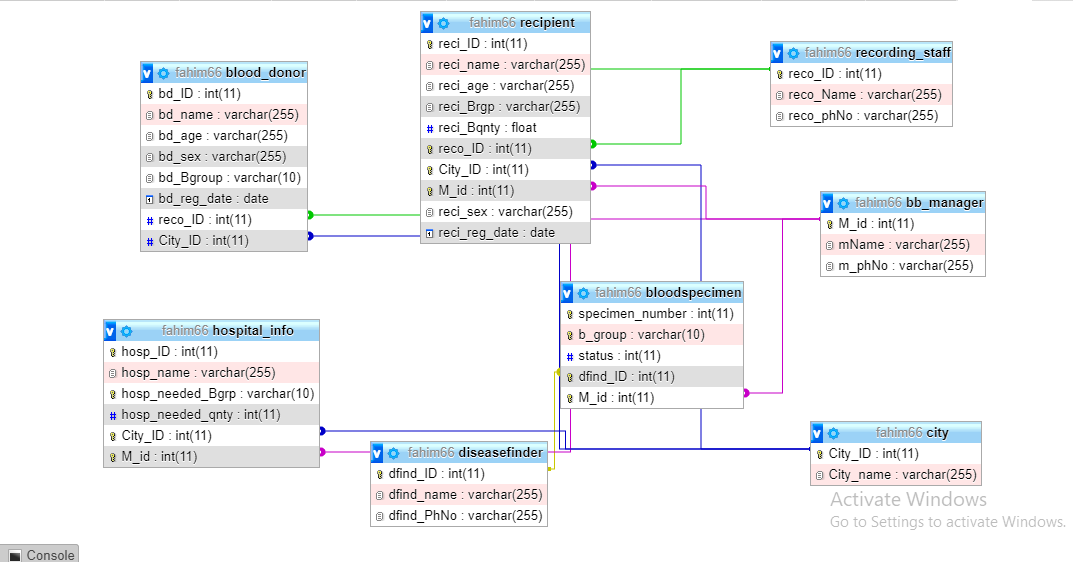 fahim66 recipient
reci_ID : int(11)
reci_name : varchar(255)
reci_age : varchar(255)
reci_Brgp : varchar(255)
reci_Bqnty : float
reco_ID : int(11)
City_ID : int(11)
M_id : int(11)
reci_sex : varchar(255)
reci_reg_date : date
fahim66 recording_staff
reco_ID : int(11)
reco_Name : varchar(255)
reco_phNo : varchar(255)
fahim66 blood_donor
bd_ID : int(11)
bd_name : varchar(255)
bd_age : varchar(255)
bd_sex : varchar(255)
bd_Bgroup : varchar(10)
bd_reg_date : date
reco_ID : int(11)
City_ID : int(11)
fahim66 bb_manager
M_id : int(11)
mName : varchar(255)
m_phNo : varchar(255)
fahim66 bloodspecimen
specimen_number : int(11)
b_group : varchar(10)
status : int(11)
dfind_ID : int(11)
M_id : int(11)
fahim66 hospital_info
hosp_ID : int(11)
hosp_name : varchar(255)
hosp_needed_Bgrp : varchar(10)
hosp_needed_qnty : int(11)
City_ID : int(11)
M_id : int(11)
fahim66 diseasefinder
dfind_ID : int(11)
dfind_name : varchar(255)
dfind_PhNo : varchar(255)
fahim66 city
City_ID : int(11)
City_name : varchar(255)
Activate Windows
Go to Settings to activate Windows.
Console